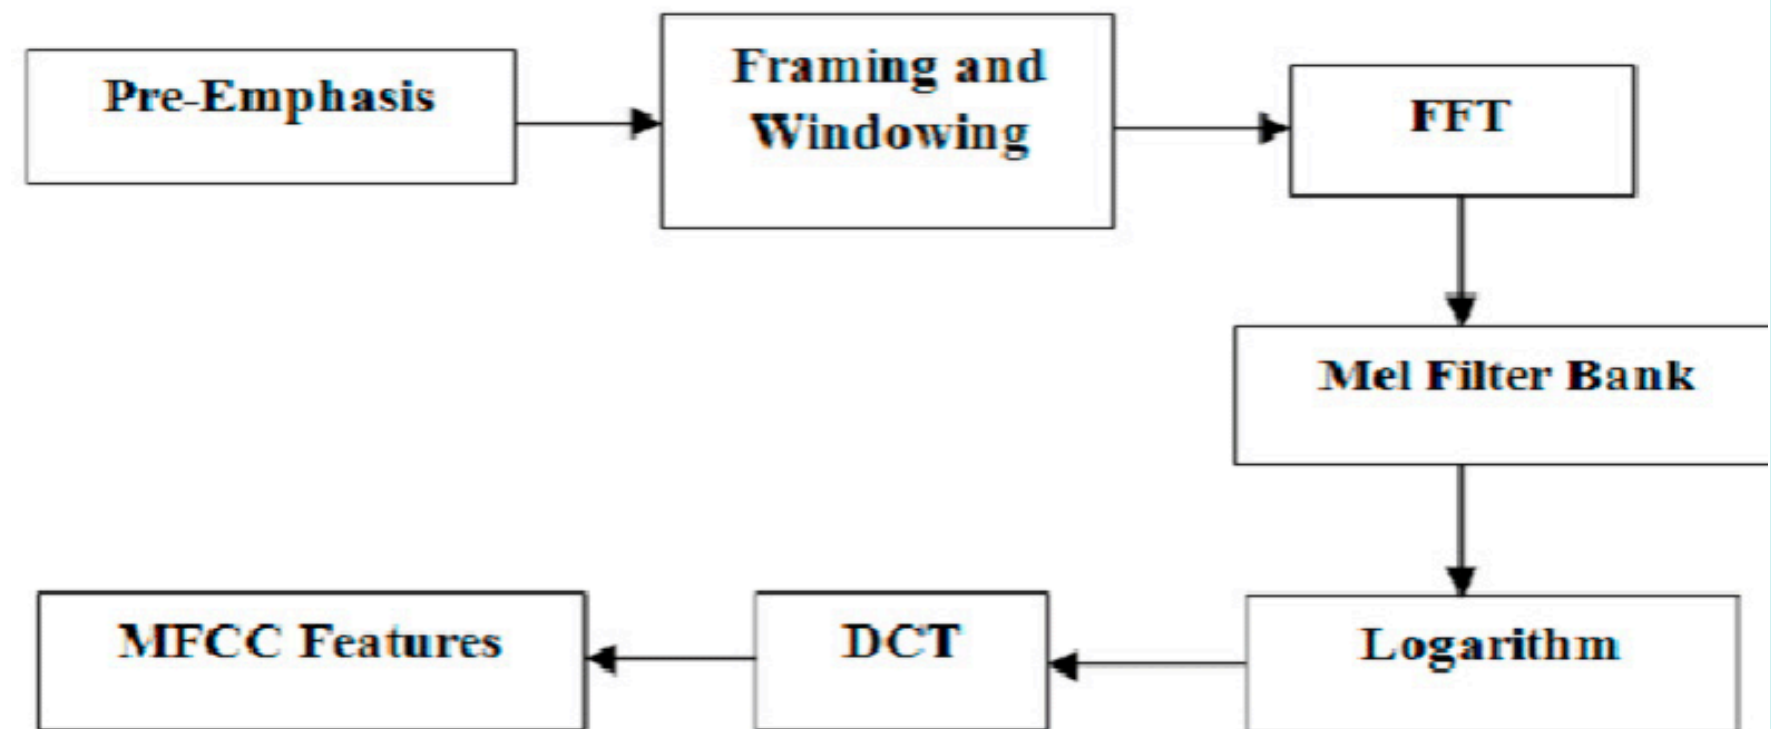 Pre-Emphasis
Framing and
Windowing
FFT
Mel Filter Bank
Logarithm
DCT
MFCC Features